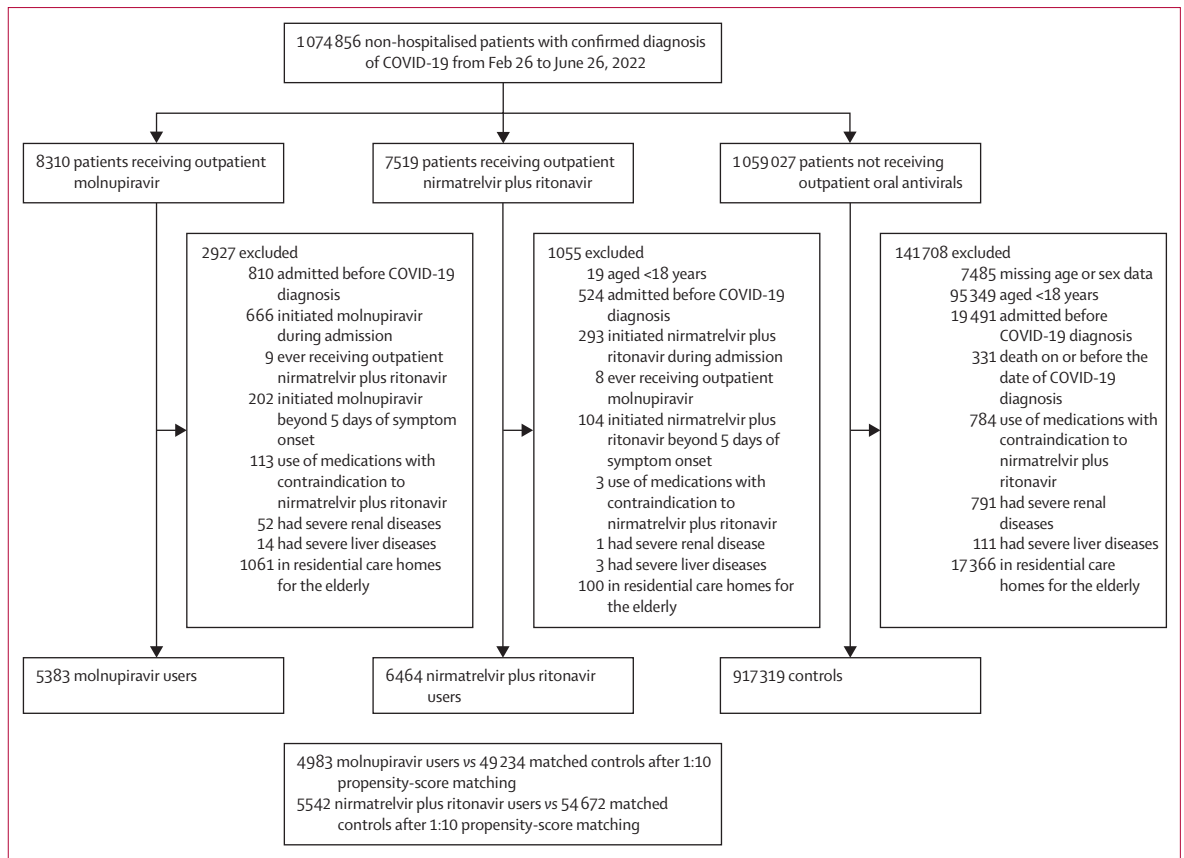 1074856 non-hospitalised patients with confirmed diagnosis
of COVID-19 from Feb 26 to June 26, 2022
8310 patients receiving outpatient
molnupiravir
7519 patients receiving outpatient
nirmatrelvir plus ritonavir
1059027 patients not receiving
outpatient oral antivirals
2927 excluded
810 admitted before COVID-19
diagnosis
666 initiated molnupiravir
during admission
9 ever receiving outpatient
nirmatrelvir plus ritonavir
202 initiated molnupiravir
beyond 5 days of symptom
onset
113 use of medications with
contraindication to
nirmatrelvir plus ritonavir
52 had severe renal diseases
14 had severe liver diseases
1061 in residential care homes
for the elderly
1055 excluded
19 aged <18 years
524 admitted before COVID-19
diagnosis
293 initiated nirmatrelvir plus
ritonavir during admission
8 ever receiving outpatient
molnupiravir
104 initiated nirmatrelvir plus
ritonavir beyond 5 days of
symptom onset
3 use of medications with
contraindication to
nirmatrelvir plus ritonavir
1 had severe renal disease
3 had severe liver diseases
100 in residential care homes for
the elderly
141708 excluded
7485 missing age or sex data
95349 aged <18 years
19491 admitted before
COVID-19 diagnosis
331 death on or before the
date of COVID-19
diagnosis
784 use of medications with
contraindication to
nirmatrelvir plus
ritonavir
791 had severe renal
diseases
111 had severe liver diseases
17366 in residential care
homes for the elderly
5383 molnupiravir users
6464 nirmatrelvir plus ritonavir
users
917319 controls
4983 molnupiravir users vs 49234 matched controls after 1:10
propensity-score matching
5542 nirmatrelvir plus ritonavir users vs 54672 matched
controls after 1:10 propensity-score matching